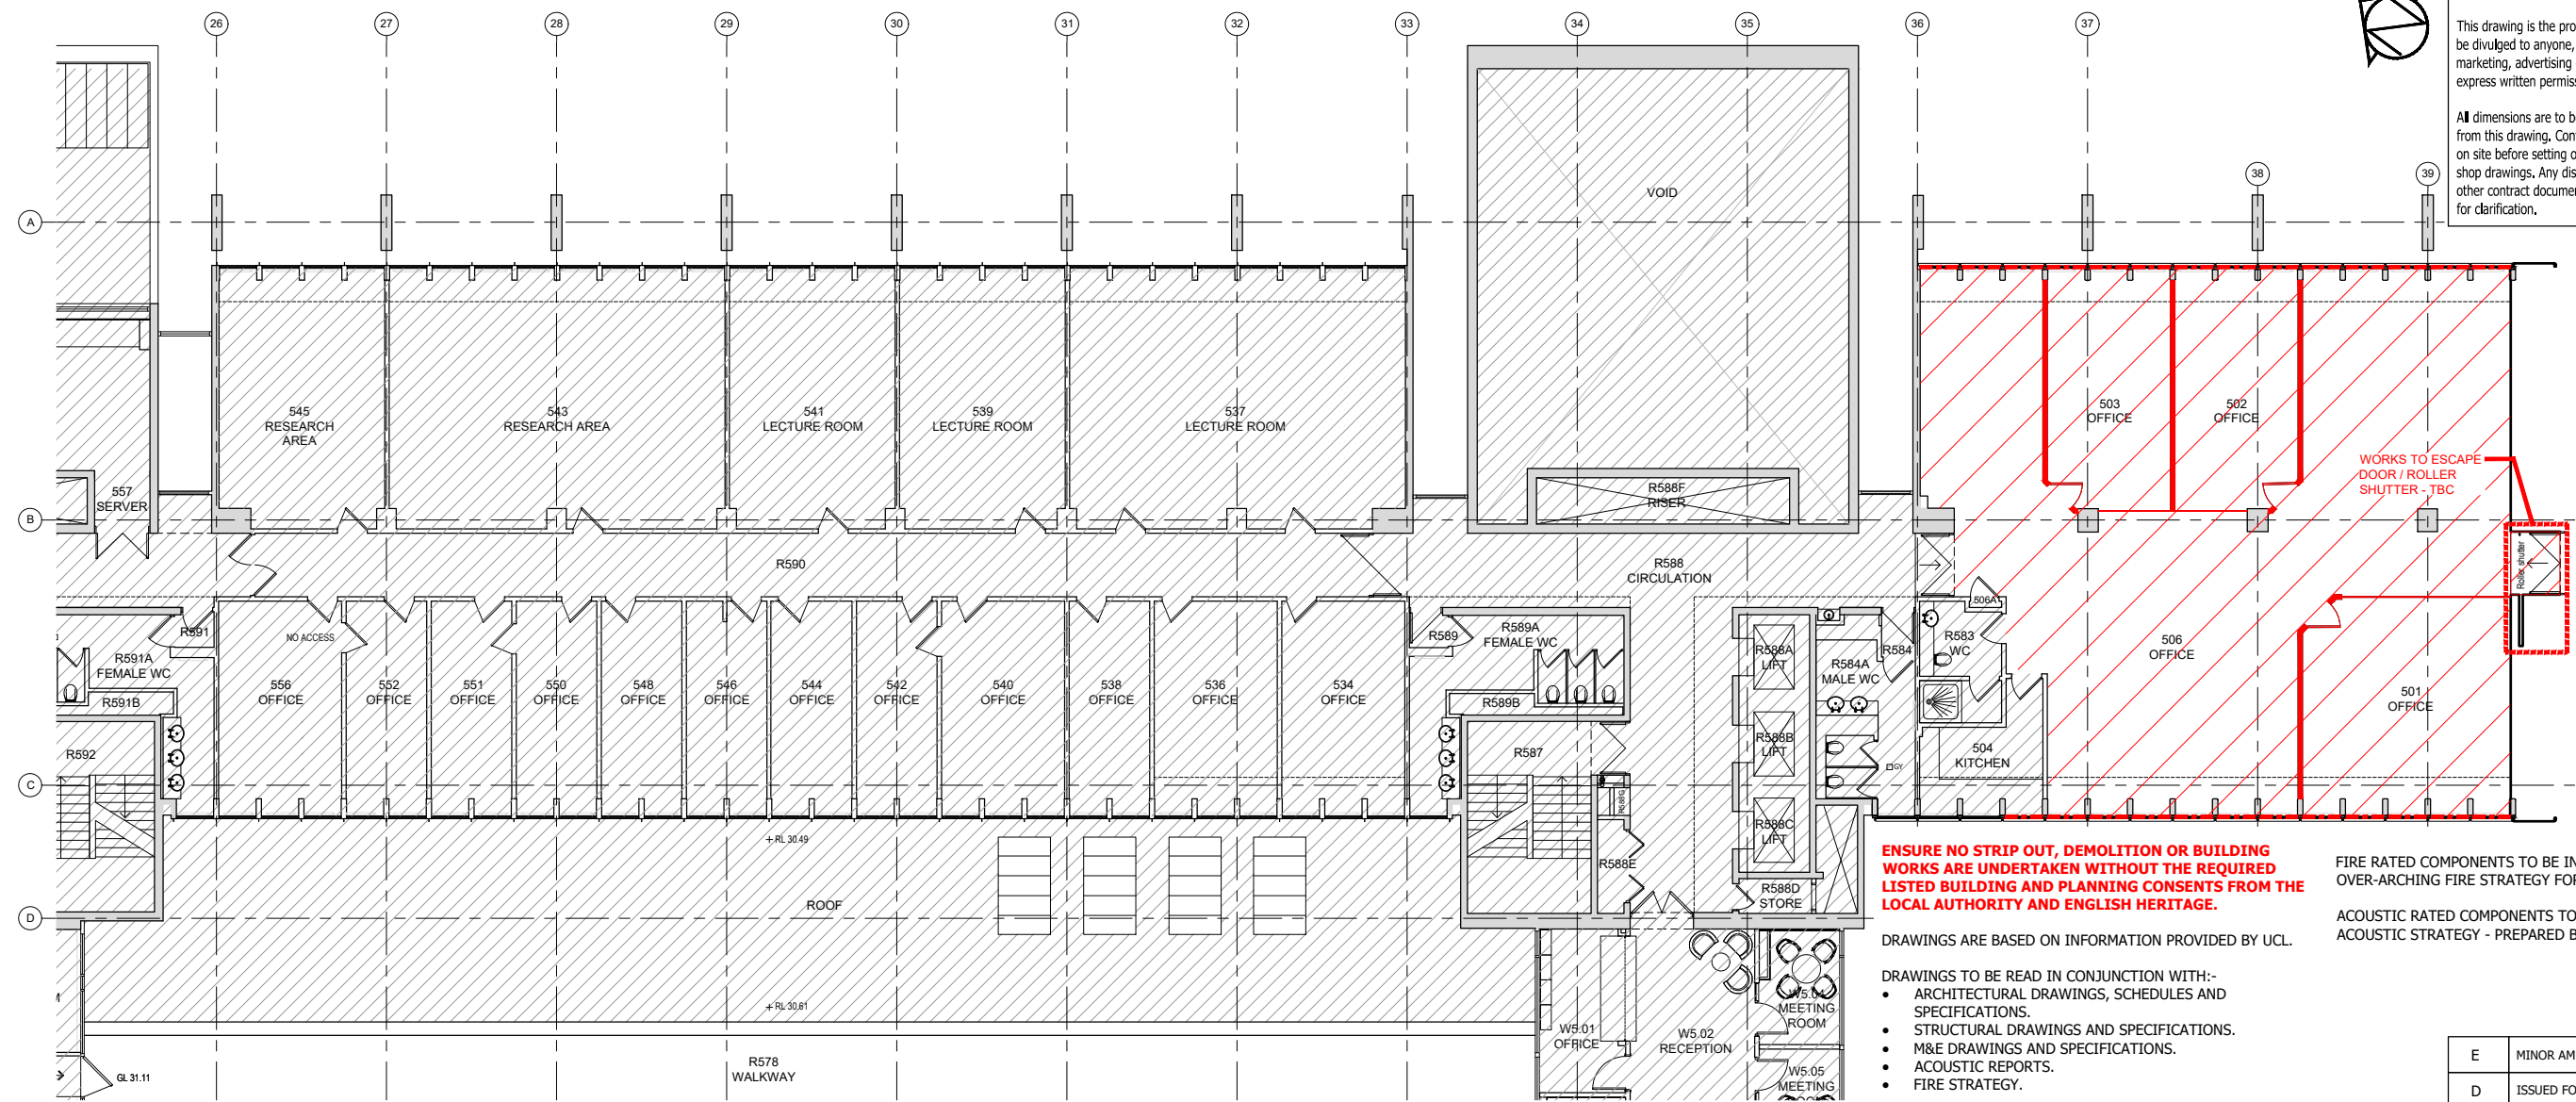 26
27
28
29
30
31
32
33
34
35
36
37
38
39
A
B
C
D
This drawing is the
be divulged to anyone,
marketing, advertising
express written
All dimensions are to
from this drawing.
on site before setting
shop drawings. Any
other contract
for clarification.
VOID
545
RESEARCH
AREA
543
RESEARCH AREA
541
LECTURE ROOM
539
LECTURE ROOM
537
LECTURE ROOM
503
OFFICE
502
OFFICE
WORKS TO ESCAPE
DOOR / ROLLER
SHUTTER - TBC
Roller shutter
557
SERVER
R588F
RISER
R590
R588
CIRCULATION
506A
R591
NO ACCESS
R591A
FEMALE WC
R591B
R592
556
OFFICE
552
OFFICE
551
OFFICE
550
OFFICE
548
OFFICE
546
OFFICE
544
OFFICE
542
OFFICE
540
OFFICE
538
OFFICE
536
OFFICE
534
OFFICE
R589
R589A
FEMALE WC
R589B
R587
R588G
R588E
R588A
LIFT
R588B
LIFT
R588C
LIFT
R588D
STORE
R584A
MALE WC
R584
GY
R583
WC
504
KITCHEN
506
OFFICE
501
OFFICE
+ RL 30.49
ROOF
+ RL 30.61
R578
WALKWAY
GL 31.11
W5.01
OFFICE
W5.02
RECEPTION
W5.04
MEETING
ROOM
W5.05
MEETING
ENSURE NO STRIP OUT, DEMOLITION OR BUILDING
WORKS ARE UNDERTAKEN WITHOUT THE REQUIRED
LISTED BUILDING AND PLANNING CONSENTS FROM THE
LOCAL AUTHORITY AND ENGLISH HERITAGE.
DRAWINGS ARE BASED ON INFORMATION PROVIDED BY UCL.
DRAWINGS TO BE READ IN CONJUNCTION WITH:-
• ARCHITECTURAL DRAWINGS, SCHEDULES AND
SPECIFICATIONS.
• STRUCTURAL DRAWINGS AND SPECIFICATIONS.
• M&E DRAWINGS AND SPECIFICATIONS.
• ACOUSTIC REPORTS.
• FIRE STRATEGY.
FIRE RATED COMPONENTS TO BE
OVER-ARCHING FIRE STRATEGY
ACOUSTIC RATED COMPONENTS TO
ACOUSTIC STRATEGY - PREPARED
E MINOR
D ISSUED